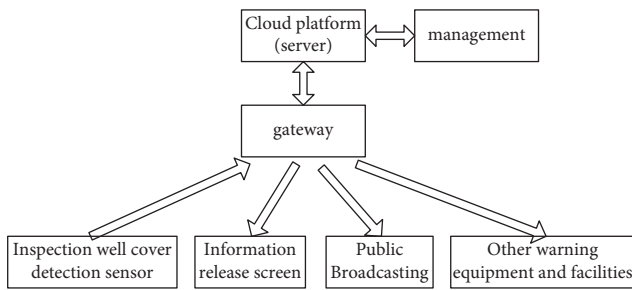 Cloud platform
(server)
management
gateway
Inspection well cover
detection sensor
Information
release screen
Public
Broadcasting
Other warning
equipment and facilities